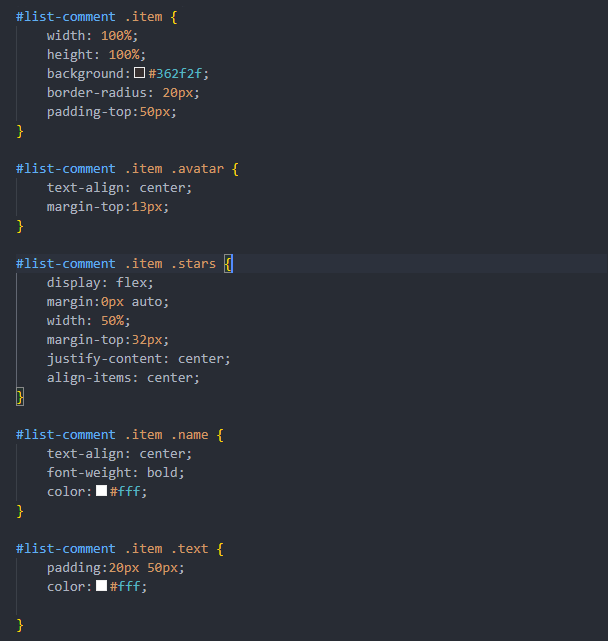 #list-comment .item {
    width: 100%;
    height: 100%;
    background:#362f2f;
    border-radius: 20px;
    padding-top:50px;
}

#list-comment .item .avatar {
    text-align: center;
    margin-top:13px;
}

#list-comment .item .stars {
    display: flex;
    margin:0px auto;
    width: 50%;
    margin-top:32px;
    justify-content: center;
    align-items: center;
}

#list-comment .item .name {
    text-align: center;
    font-weight: bold;
    color:#fff;
}

#list-comment .item .text {
    padding:20px 50px;
    color:#fff;

}